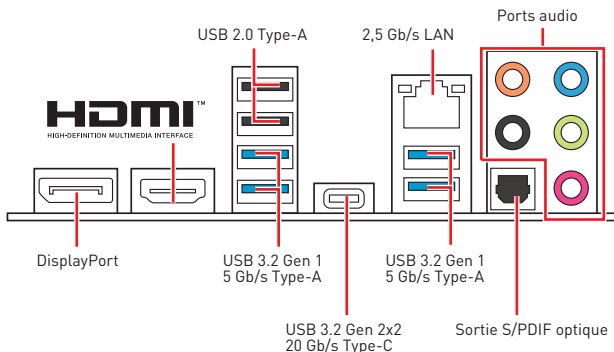 Ports audio
USB 2.0 Type-A
2,5 Gb/s LAN
HDMI™
HIGH-DEFINITION MULTIMEDIA INTERFACE
DisplayPort
USB 3.2 Gen 1
5 Gb/s Type-A
USB 3.2 Gen 1
5 Gb/s Type-A
USB 3.2 Gen 2x2
20 Gb/s Type-C
Sortie S/PDIF optique